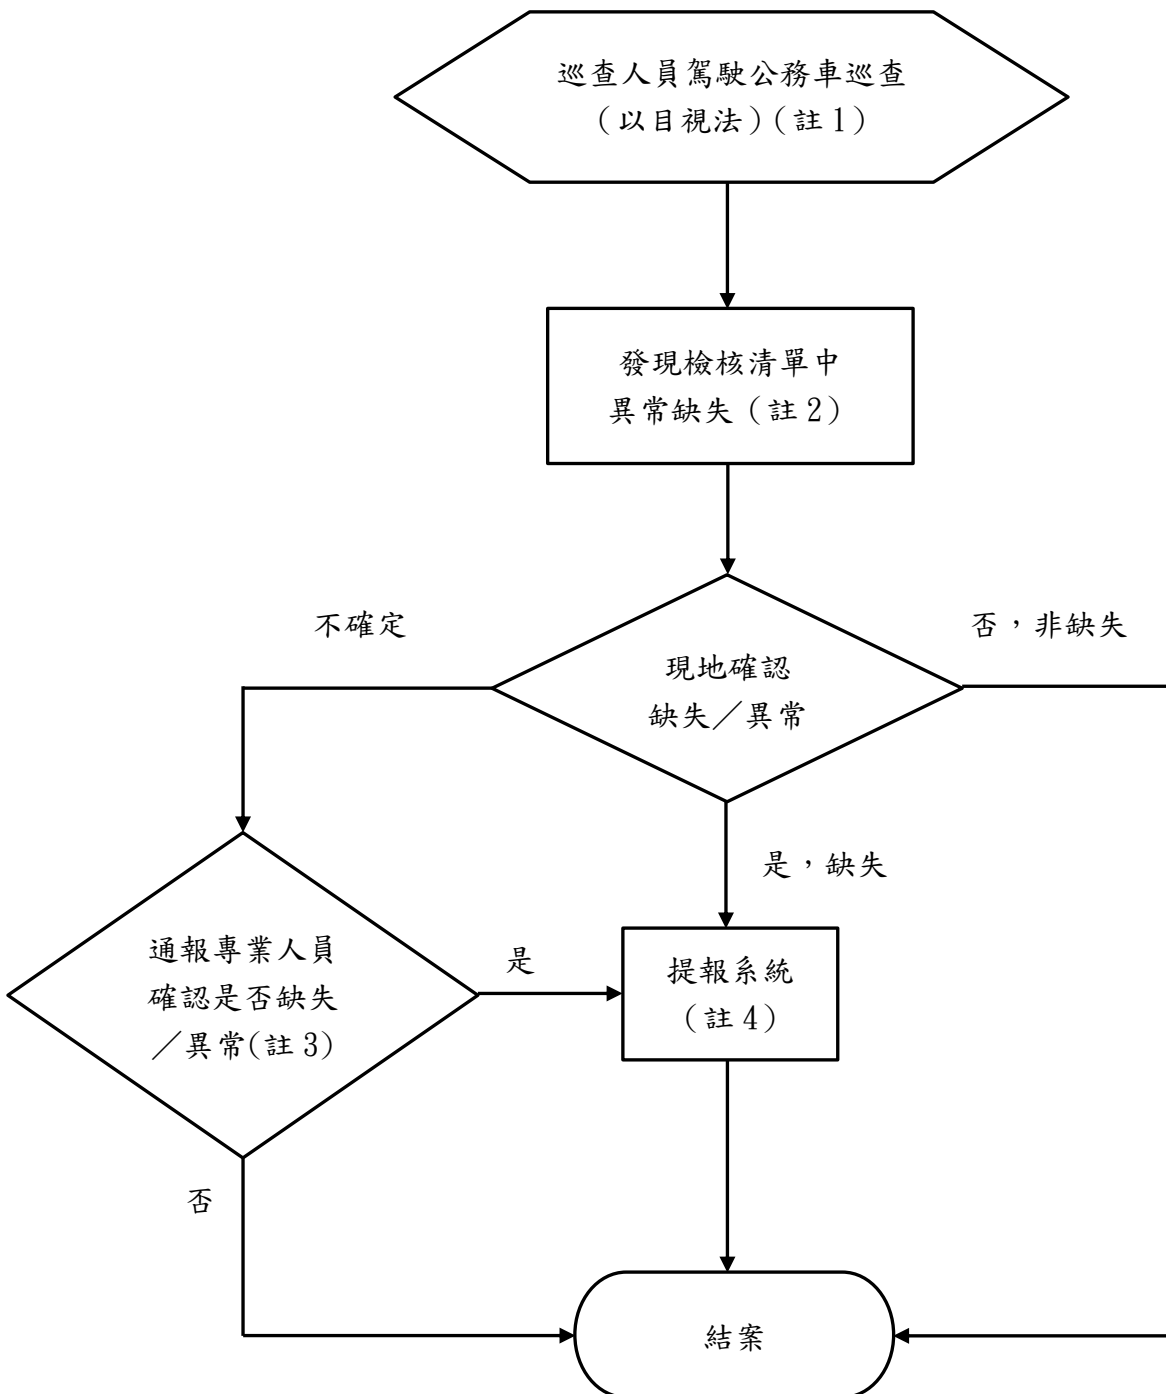 巡查人員駕駛公務車巡查
（以目視法）(註1)
發現檢核清單中
異常缺失（註2）
不確定
否，非缺失
現地確認
缺失／異常
是，缺失
通報專業人員
確認是否缺失
／異常(註3)
是
提報系統
（註4）
否
結案